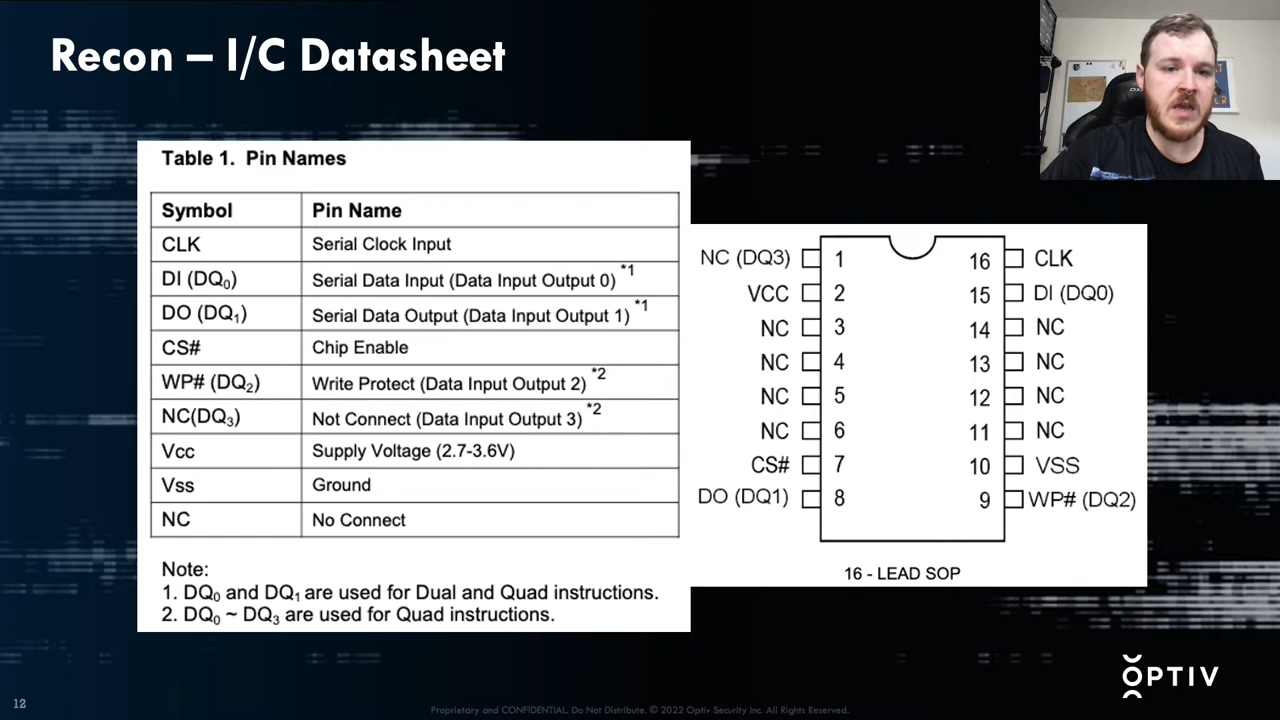 Recon – I/C Datasheet
Table 1. Pin Names
Symbol Pin Name
CLK Serial Clock Input
DI (DQ0) Serial Data Input (Data Input Output 0) *1
DO (DQ1) Serial Data Output (Data Input Output 1) *1
CS# Chip Enable
WP# (DQ2) Write Protect (Data Input Output 2) *2
NC(DQ3) Not Connect (Data Input Output 3) *2
Vcc Supply Voltage (2.7-3.6V)
Vss Ground
NC No Connect
Note:
1. DQ0 and DQ1 are used for Dual and Quad instructions.
2. DQ0 ~ DQ3 are used for Quad instructions.
NC (DQ3) 1 16 CLK
VCC 2 15 DI (DQ0)
NC 3 14 NC
NC 4 13 NC
NC 5 12 NC
NC 6 11 NC
CS# 7 10 VSS
DO (DQ1) 8 9 WP# (DQ2)
16 - LEAD SOP
OPTIV
12
Proprietary and CONFIDENTIAL. Do Not Distribute. © 2022 Optiv Security Inc. All Rights Reserved.